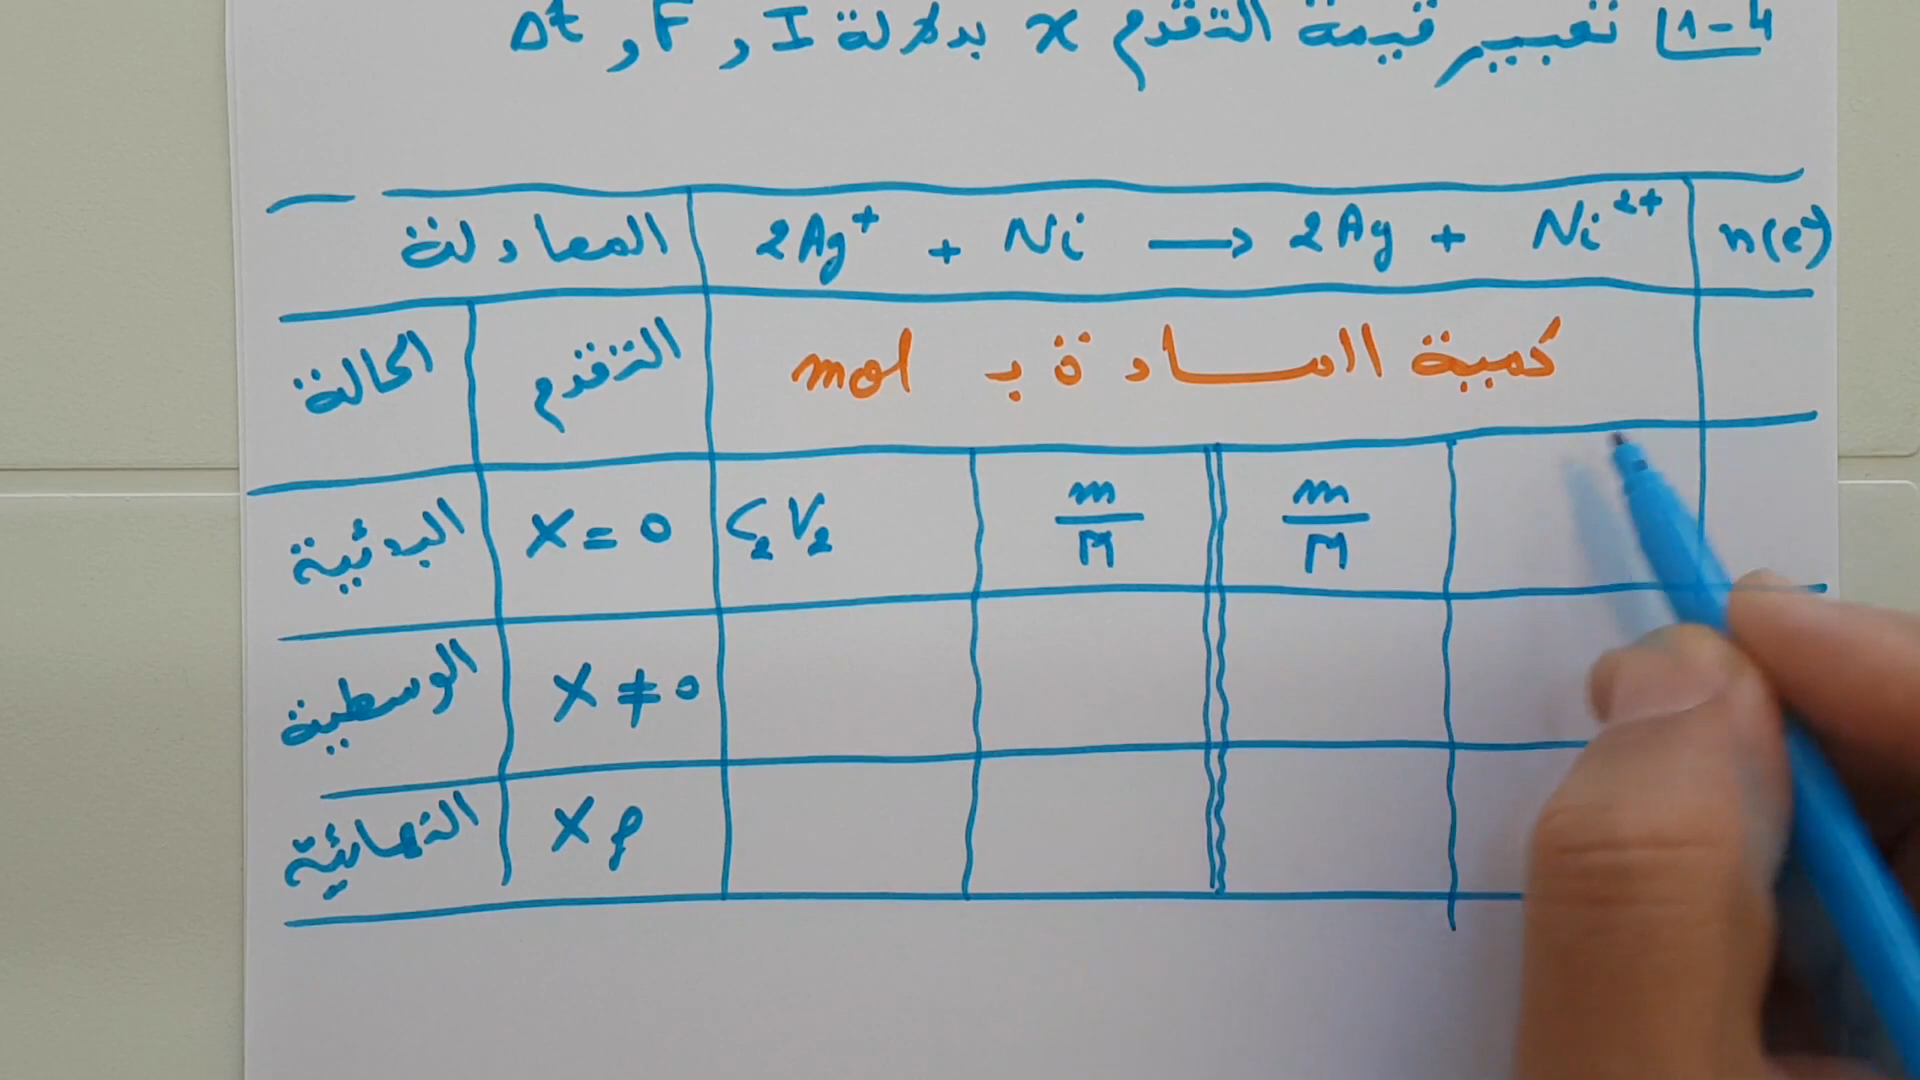 1-4 تعبير قيمة التقدم x بدلالة I و F و Δt
المعادلة 2Ag⁺ + Ni ⟶ 2Ag + Ni²⁺ n(e⁻)
الحالة التقدم كمية المادة ب mol
البدئية X = 0 C₂V₂ m/M m/M
الوسطية X ≠ 0
النهائية Xf